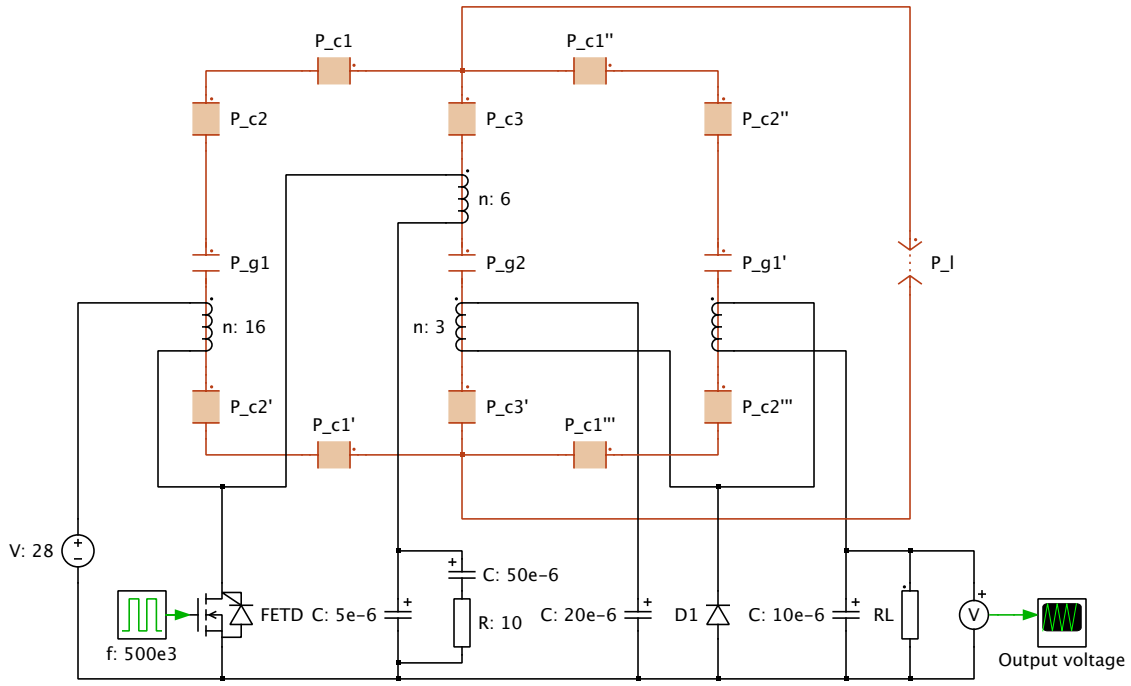 P_c1
P_c1"
P_c2
P_c3
P_c2"
n: 6
P_g1
P_g2
P_g1'
P_l
n: 16
n: 3
P_c2'
P_c3'
P_c2'"
P_c1'
P_c1'"
V: 28
+
−
+
+
C: 50e-6
FETD
C: 5e-6
+
R: 10
C: 20e-6
+
D1
C: 10e-6
+
RL
V
f: 500e3
Output voltage